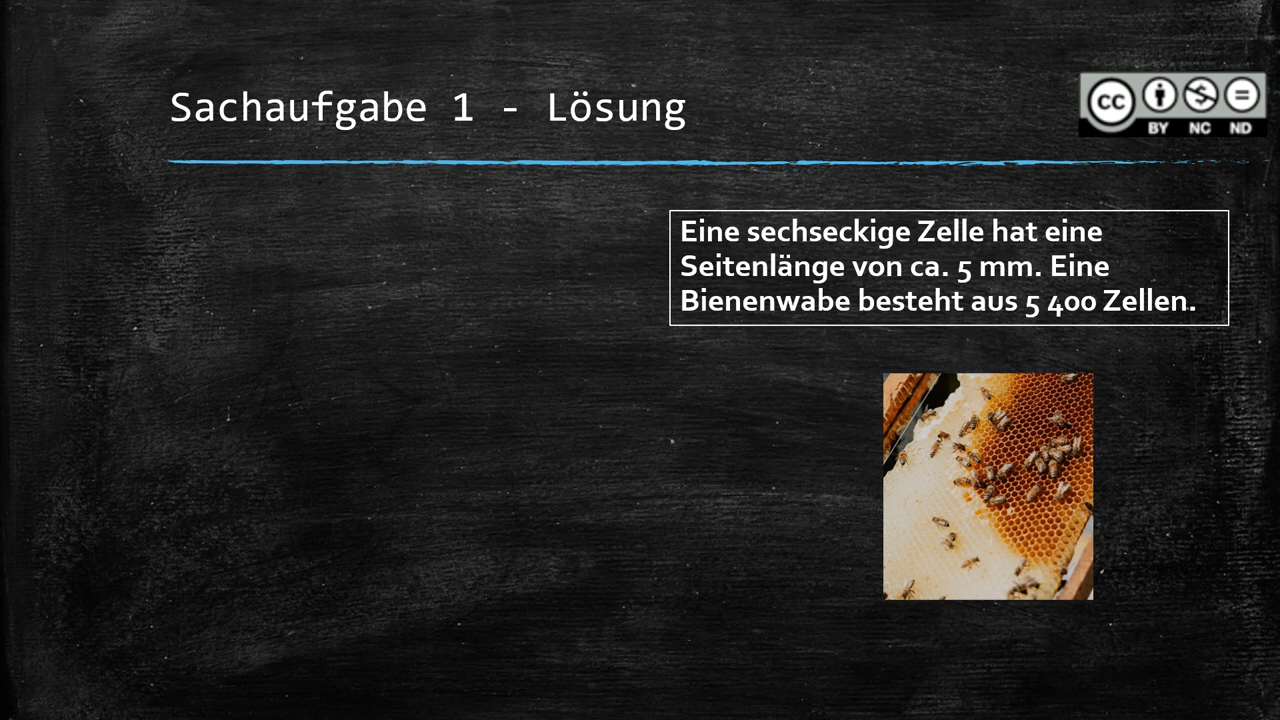 Sachaufgabe 1 - Lösung
cc
BY NC ND
Eine sechseckige Zelle hat eine
Seitenlänge von ca. 5 mm. Eine
Bienenwabe besteht aus 5 400 Zellen.